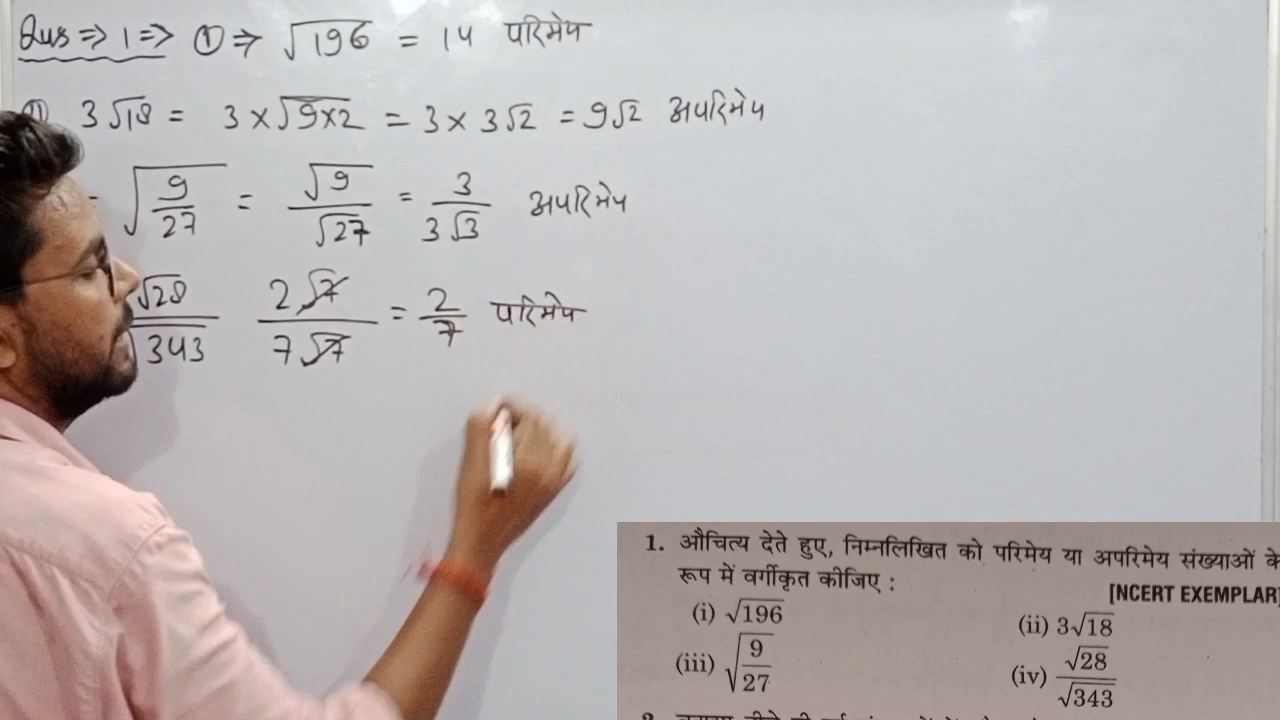 Qus ⇒ 1 ⇒ ① ⇒ √196 = 14 परिमेय
3√18 = 3 × √9×2 = 3 × 3√2 = 9√2 अपरिमेय
√(9/27) = √9/√27 = 3/3√3 अपरिमेय
√28/√343 2√7/7√7 = 2/7 परिमेय
1. औचित्य देते हुए, निम्नलिखित को परिमेय या अपरिमेय संख्याओं के
रूप में वर्गीकृत कीजिए :
[NCERT EXEMPLAR]
(i) √196 (ii) 3√18
(iii) √(9/27) (iv) √28/√343